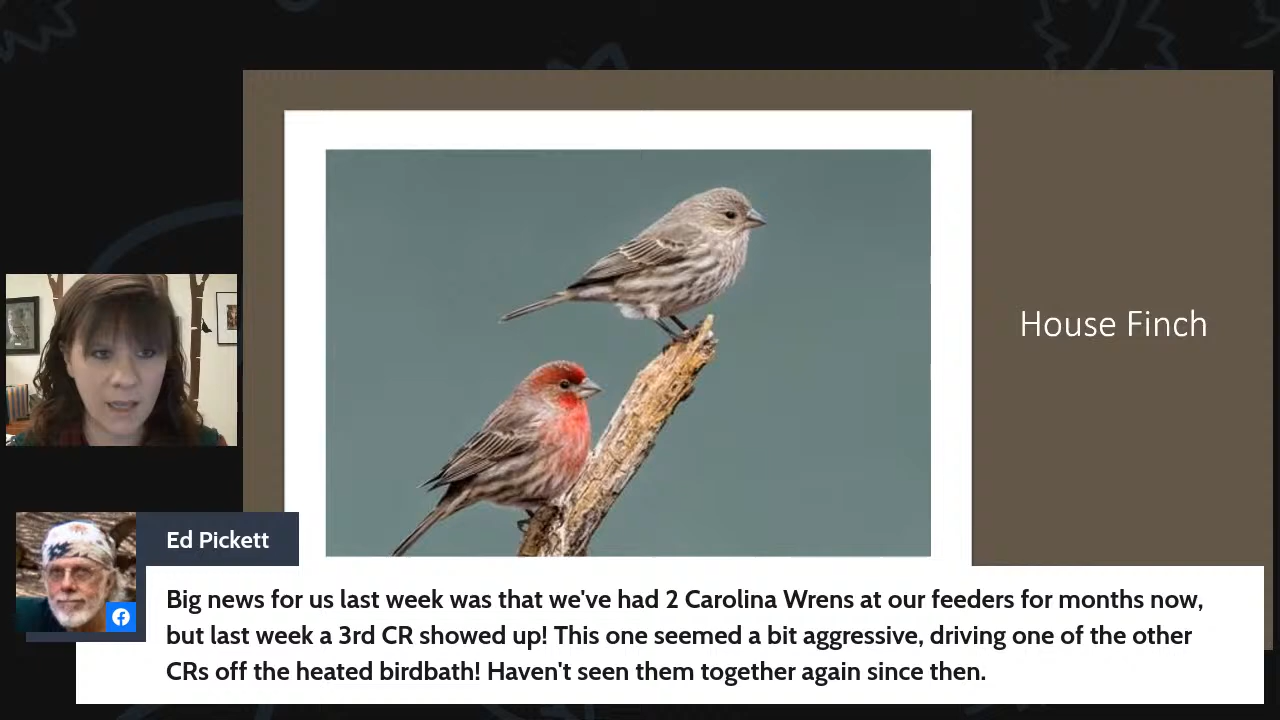 House Finch
Ed Pickett
Big news for us last week was that we've had 2 Carolina Wrens at our feeders for months now,
but last week a 3rd CR showed up! This one seemed a bit aggressive, driving one of the other
CRs off the heated birdbath! Haven't seen them together again since then.